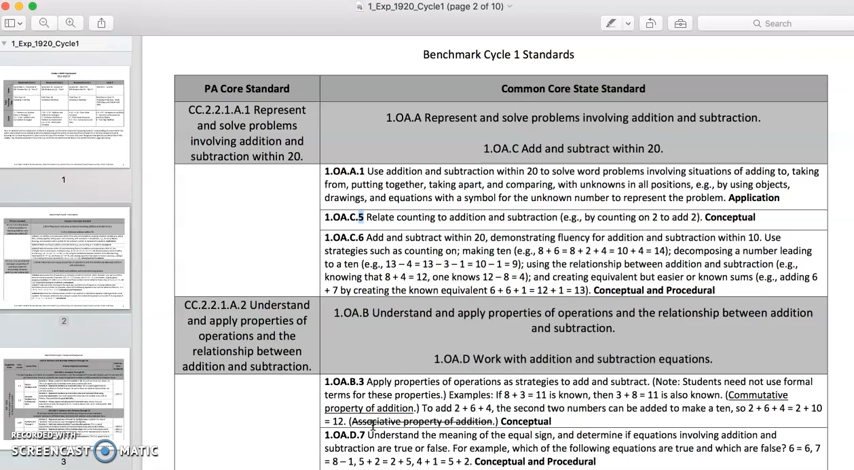 1_Exp_1920_Cycle1 (page 2 of 10)
Search
1_Exp_1920_Cycle1
1
2
3
Benchmark Cycle 1 Standards
PA Core Standard
Common Core State Standard
CC.2.2.1.A.1 Represent
and solve problems
involving addition and
subtraction within 20.
1.OA.A Represent and solve problems involving addition and subtraction.
1.OA.C Add and subtract within 20.
1.OA.A.1 Use addition and subtraction within 20 to solve word problems involving situations of adding to, taking
from, putting together, taking apart, and comparing, with unknowns in all positions, e.g., by using objects,
drawings, and equations with a symbol for the unknown number to represent the problem. Application
1.OA.C.5 Relate counting to addition and subtraction (e.g., by counting on 2 to add 2). Conceptual
1.OA.C.6 Add and subtract within 20, demonstrating fluency for addition and subtraction within 10. Use
strategies such as counting on; making ten (e.g., 8 + 6 = 8 + 2 + 4 = 10 + 4 = 14); decomposing a number leading
to a ten (e.g., 13 – 4 = 13 – 3 – 1 = 10 – 1 = 9); using the relationship between addition and subtraction (e.g.,
knowing that 8 + 4 = 12, one knows 12 – 8 = 4); and creating equivalent but easier or known sums (e.g., adding 6
+ 7 by creating the known equivalent 6 + 6 + 1 = 12 + 1 = 13). Conceptual and Procedural
CC.2.2.1.A.2 Understand
and apply properties of
operations and the
relationship between
addition and subtraction.
1.OA.B Understand and apply properties of operations and the relationship between addition
and subtraction.
1.OA.D Work with addition and subtraction equations.
1.OA.B.3 Apply properties of operations as strategies to add and subtract. (Note: Students need not use formal
terms for these properties.) Examples: If 8 + 3 = 11 is known, then 3 + 8 = 11 is also known. (Commutative
property of addition.) To add 2 + 6 + 4, the second two numbers can be added to make a ten, so 2 + 6 + 4 = 2 + 10
= 12. (Associative property of addition.) Conceptual
1.OA.D.7 Understand the meaning of the equal sign, and determine if equations involving addition and
subtraction are true or false. For example, which of the following equations are true and which are false? 6 = 6, 7
= 8 – 1, 5 + 2 = 2 + 5, 4 + 1 = 5 + 2. Conceptual and Procedural
RECORDED WITH
SCREENCAST MATIC